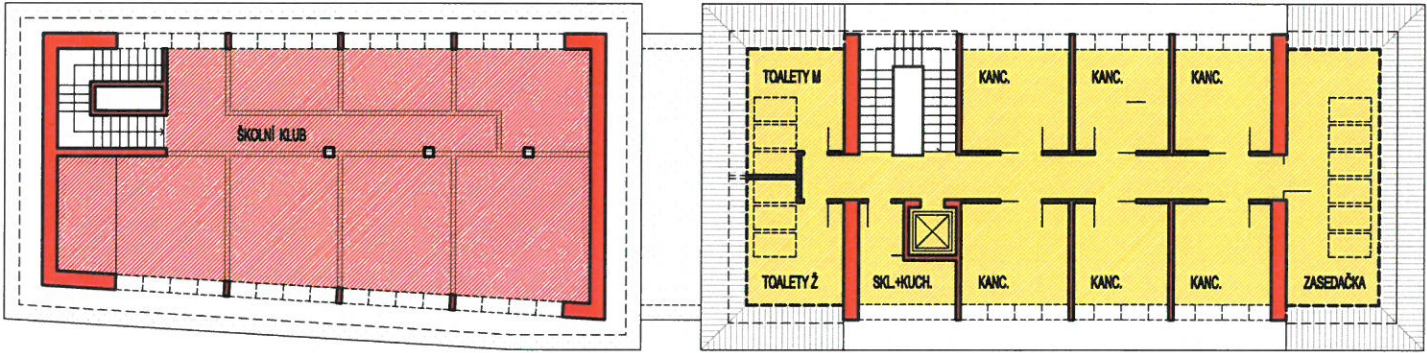 TOALETY M
KANC.
KANC.
KANC.
ŠKOLNÍ KLUB
TOALETY Ž
SKL.+KUCH.
KANC.
KANC.
KANC.
ZASEDAČKA